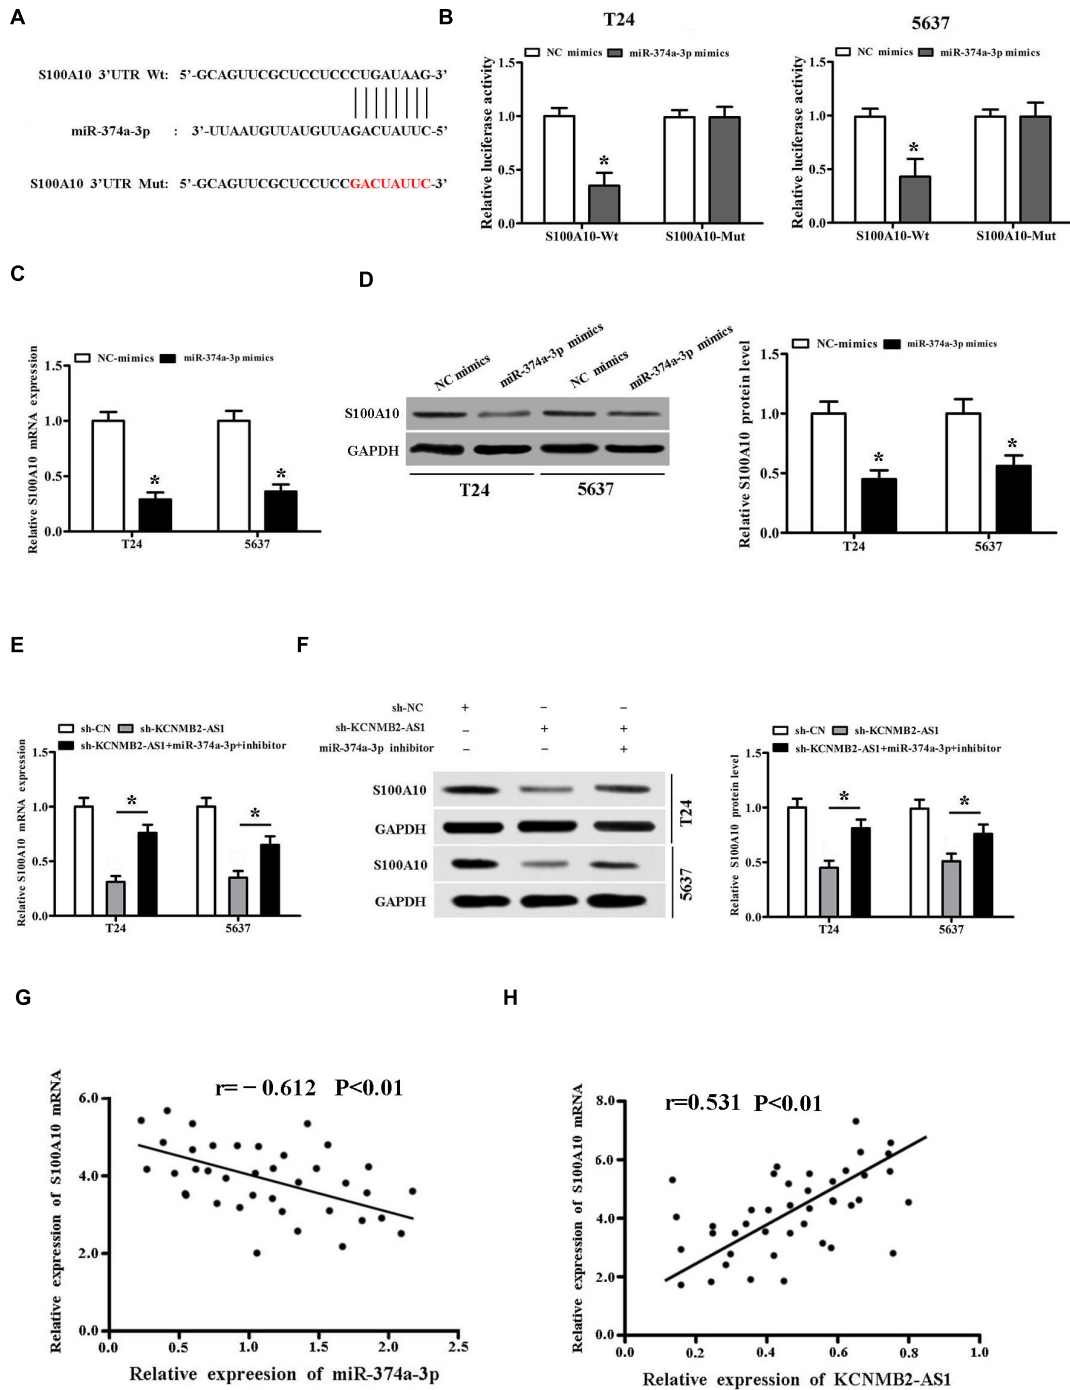 A
S100A10 3’UTR Wt: 5’-GCAGUUCGCUCCUCCCUGAUAAG-3’
miR-374a-3p : 3’-UUAAUGUUAUGUUAGACUAUUC-5’
S100A10 3’UTR Mut: 5’-GCAGUUCGCUCCUCCGACUAUUC-3’
B
T24
NC mimics miR-374a-3p mimics
Relative luciferase activity
1.5
1.0
0.5
0.0
*
S100A10-Wt S100A10-Mut
5637
NC mimics miR-374a-3p mimics
Relative luciferase activity
1.5
1.0
0.5
0.0
*
S100A10-Wt S100A10-Mut
C
NC-mimics miR-374a-3p mimics
Relative S100A10 mRNA expression
1.5
1.0
0.5
0.0
* *
T24 5637
D
NC mimics miR-374a-3p mimics NC mimics miR-374a-3p mimics
S100A10
GAPDH
T24 5637
NC-mimics miR-374a-3p mimics
Relative S100A10 protein level
1.5
1.0
0.5
0.0
* *
T24 5637
E
sh-CN sh-KCNMB2-AS1
sh-KCNMB2-AS1+miR-374a-3p+inhibitor
Relative S100A10 mRNA expression
1.5
1.0
0.5
0.0
* *
T24 5637
F
sh-NC + – –
sh-KCNMB2-AS1 – + +
miR-374a-3p inhibitor – – +
S100A10
GAPDH
T24
S100A10
GAPDH
5637
sh-CN sh-KCNMB2-AS1
sh-KCNMB2-AS1+miR-374a-3p+inhibitor
Relative S100A10 protein level
1.5
1.0
0.5
0.0
* *
T24 5637
G
r=－0.612 P<0.01
Relative expression of S100A10 mRNA
6.0
4.0
2.0
0.0
0.0 0.5 1.0 1.5 2.0 2.5
Relative expreesion of miR-374a-3p
H
r=0.531 P<0.01
Relative expression of S100A10 mRNA
8.0
6.0
4.0
2.0
0.0
0.0 0.2 0.4 0.6 0.8 1.0
Relative expression of KCNMB2-AS1